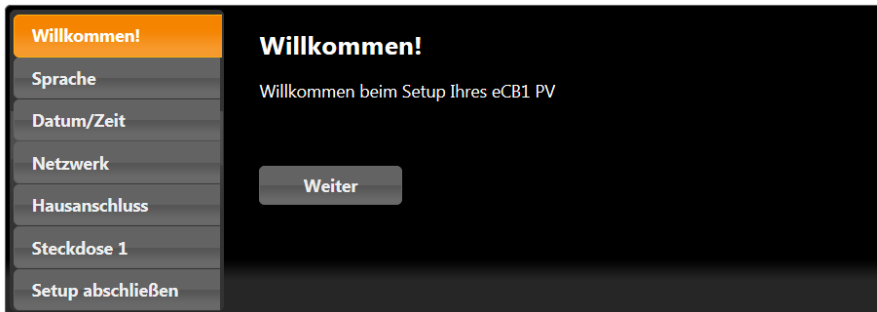 Willkommen!
Sprache
Datum/Zeit
Netzwerk
Hausanschluss
Steckdose 1
Setup abschließen
Willkommen!
Willkommen beim Setup Ihres eCB1 PV
Weiter